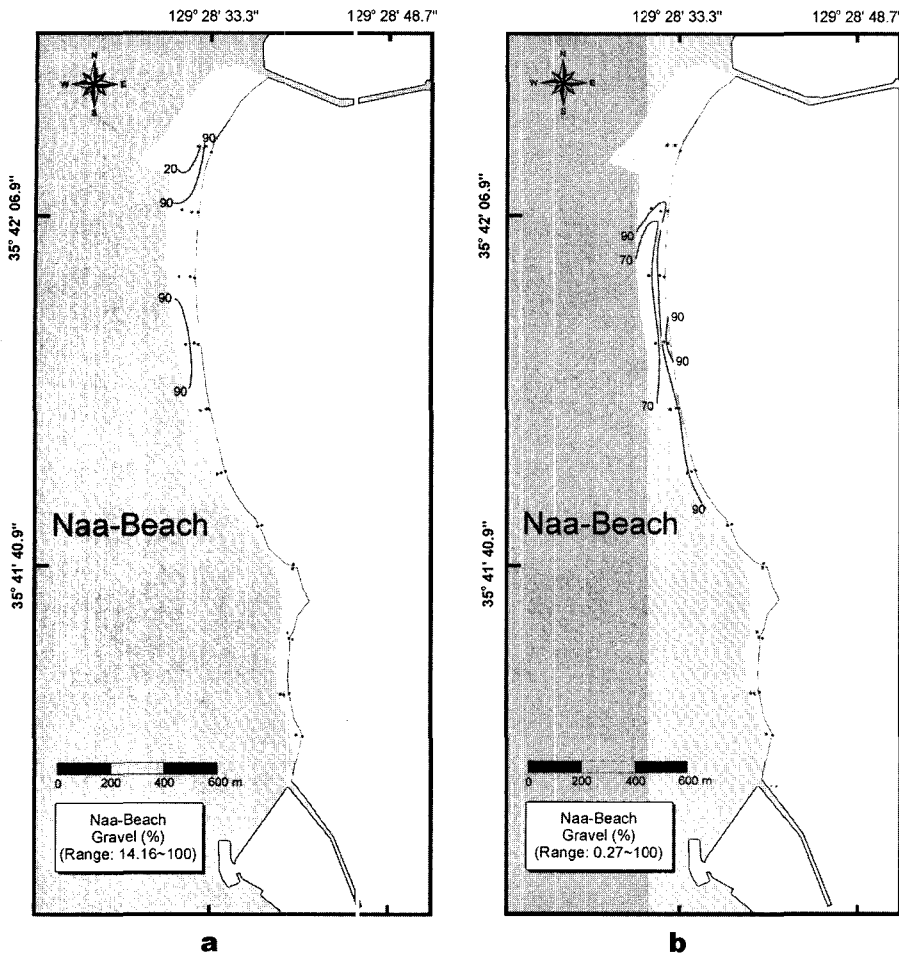 129° 28' 33.3"
129° 28' 48.7"
N
W E
S
90
20
90
35° 42' 06.9"
90
90
Naa-Beach
35° 41' 40.9"
0 200 400 600 m
Naa-Beach
Gravel (%)
(Range: 14.16~100)
a
129° 28' 33.3"
129° 28' 48.7"
N
W E
S
35° 42' 06.9"
90
70
90
90
70
90
Naa-Beach
35° 41' 40.9"
0 200 400 600 m
Naa-Beach
Gravel (%)
(Range: 0.27~100)
b